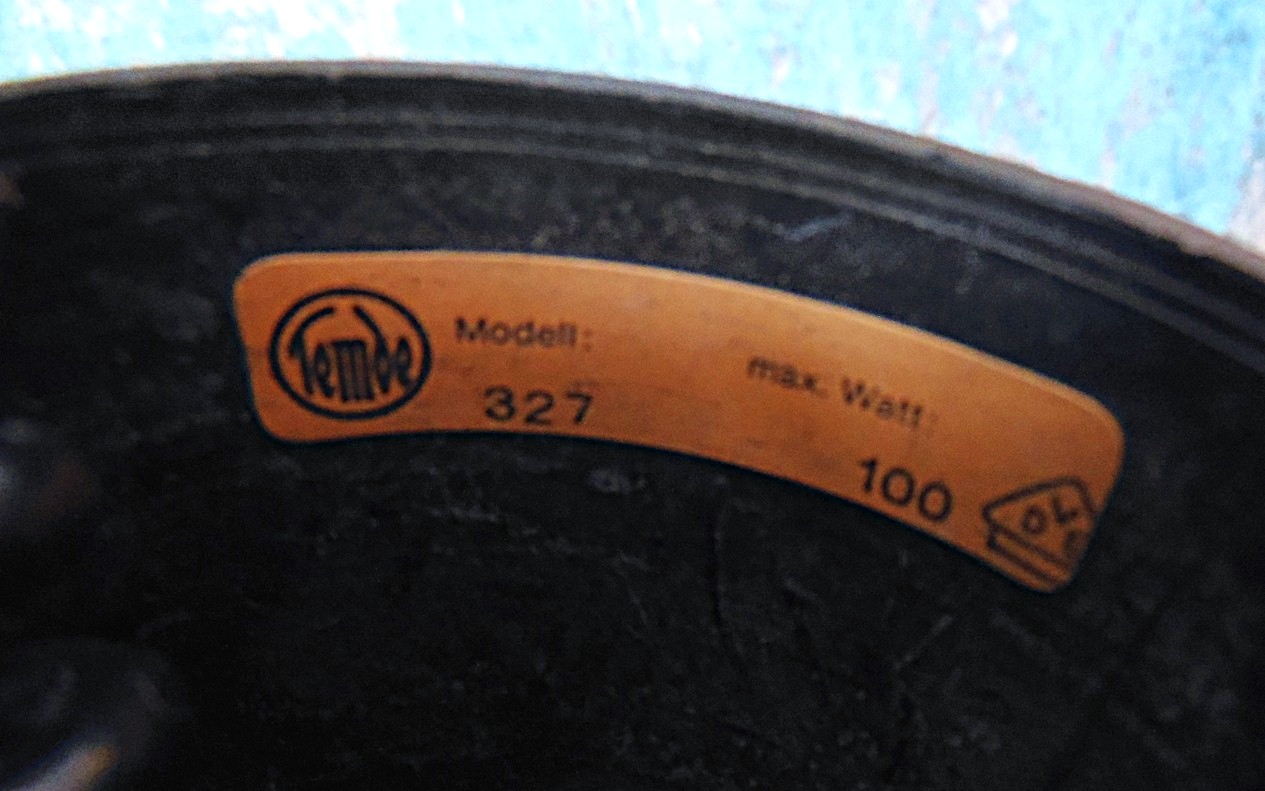 Temde
Modell:
327
max. Watt:
100